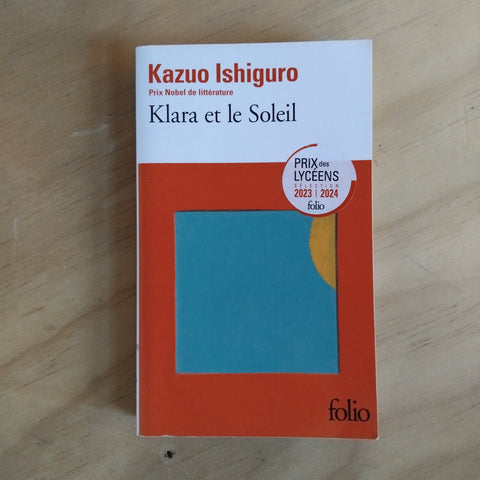 Kazuo Ishiguro
Prix Nobel de littérature
Klara et le Soleil
PRIX des
LYCÉENS
SÉLECTION
2023 | 2024
folio
folio